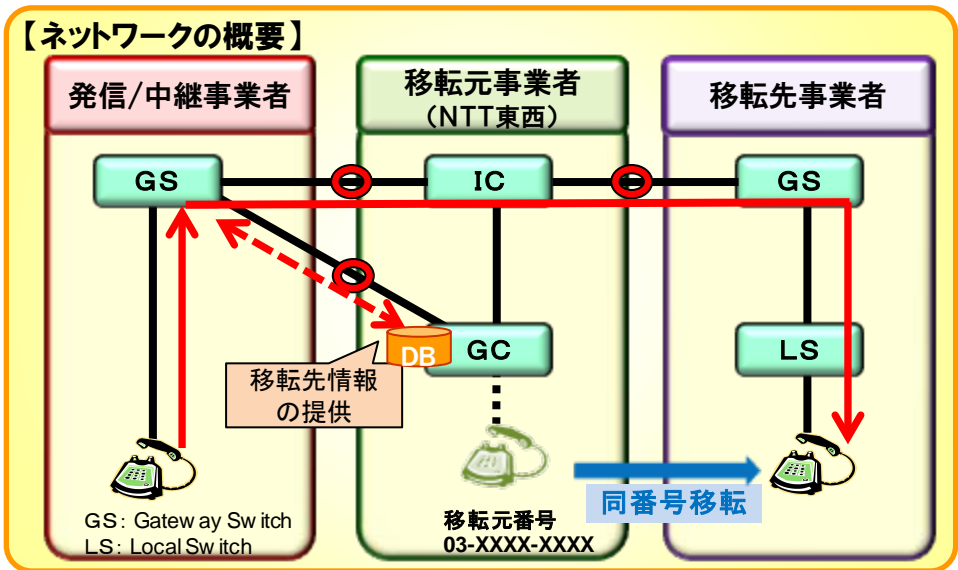 【ネットワークの概要】
発信/中継事業者
移転元事業者
（NTT東西）
移転先事業者
GS
IC
GS
DB
GC
LS
移転先情報
の提供
同番号移転
GS: Gateway Switch
LS: Local Switch
移転元番号
03-XXXX-XXXX